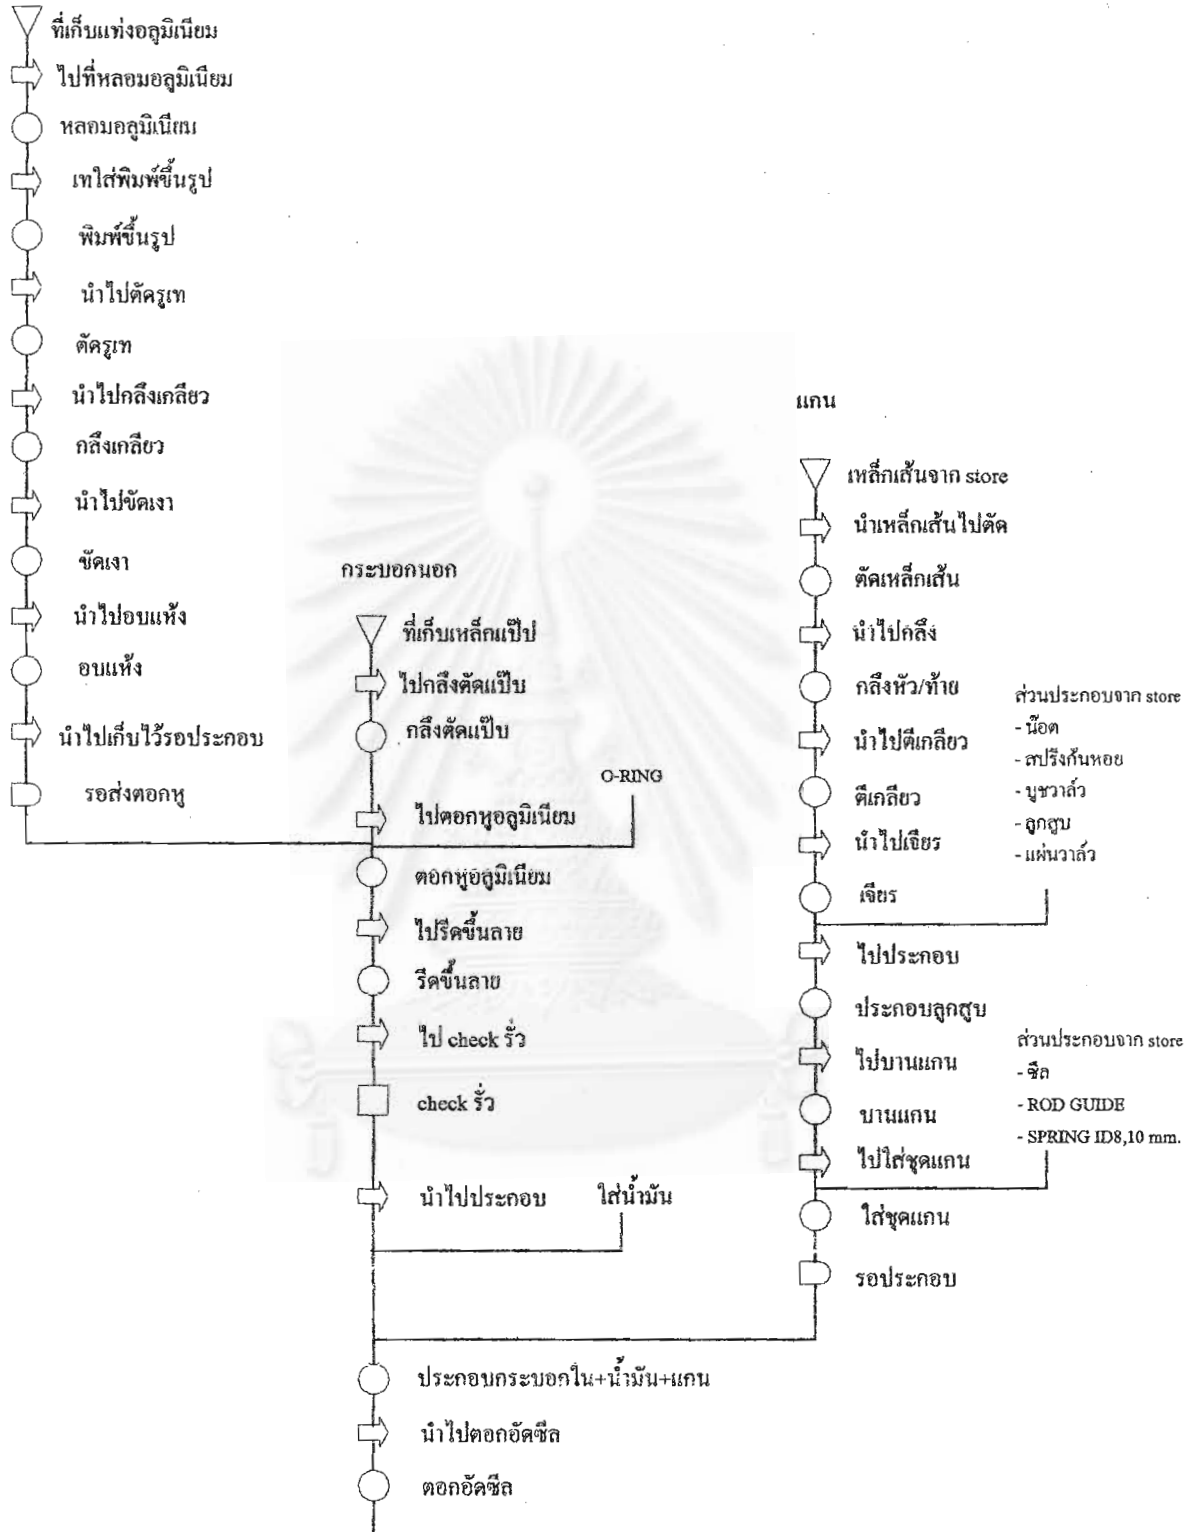 ที่เก็บแท่งอลูมิเนียม
ไปที่หลอมอลูมิเนียม
หลอมอลูมิเนียม
เทใส่พิมพ์ขึ้นรูป
พิมพ์ขึ้นรูป
นำไปตัดรูเท
ตัดรูเท
นำไปกลึงเกลียว
กลึงเกลียว
นำไปขัดเงา
ขัดเงา
นำไปอบแห้ง
อบแห้ง
นำไปเก็บไว้รอประกอบ
รอส่งตอกหู
กระบอกนอก
ที่เก็บเหล็กแป๊ป
ไปกลึงตัดแป๊บ
กลึงตัดแป๊บ
O-RING
ไปตอกหูอลูมิเนียม
ตอกหูอลูมิเนียม
ไปรีดขึ้นลาย
รีดขึ้นลาย
ไป check รั่ว
check รั่ว
นำไปประกอบ
ใส่น้ำมัน
แกน
เหล็กเส้นจาก store
นำเหล็กเส้นไปตัด
ตัดเหล็กเส้น
นำไปกลึง
กลึงหัว/ท้าย
นำไปตีเกลียว
ตีเกลียว
นำไปเจียร
เจียร
ส่วนประกอบจาก store
- น๊อต
- สปริงก้นหอย
- บูชวาล์ว
- ลูกสูบ
- แผ่นวาล์ว
ไปประกอบ
ประกอบลูกสูบ
ไปบานแกน
บานแกน
ไปใส่ชุดแกน
ส่วนประกอบจาก store
- ซีล
- ROD GUIDE
- SPRING ID8,10 mm.
ใส่ชุดแกน
รอประกอบ
ประกอบกระบอกใน+น้ำมัน+แกน
นำไปตอกอัดซีล
ตอกอัดซีล